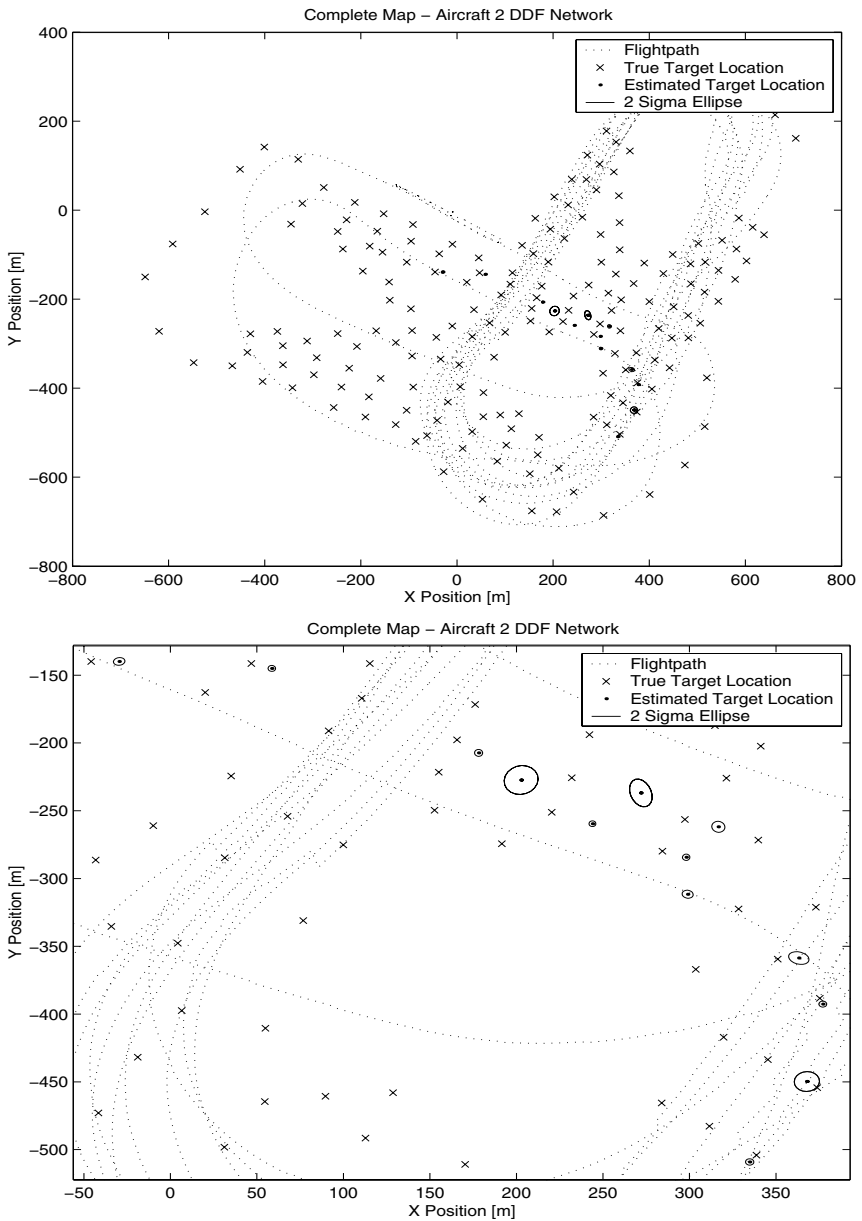 Complete Map − Aircraft 2 DDF Network
400
200
0
−200
−400
−600
−800
Y Position [m]
Flightpath
True Target Location
Estimated Target Location
2 Sigma Ellipse
−800 −600 −400 −200 0 200 400 600 800
X Position [m]
Complete Map − Aircraft 2 DDF Network
−150
−200
−250
−300
−350
−400
−450
−500
Y Position [m]
Flightpath
True Target Location
Estimated Target Location
2 Sigma Ellipse
−50 0 50 100 150 200 250 300 350
X Position [m]